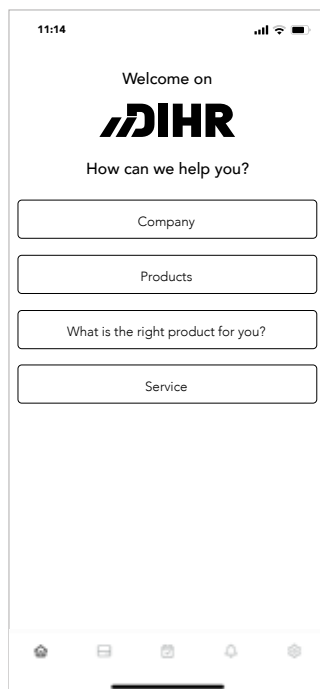 11:14
Welcome on
DIHR
How can we help you?
Company
Products
What is the right product for you?
Service